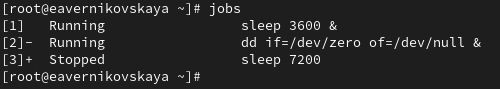 [root@eavernikovskaya ~]# jobs
[1]   Running                 sleep 3600 &
[2]-  Running                 dd if=/dev/zero of=/dev/null &
[3]+  Stopped                 sleep 7200
[root@eavernikovskaya ~]#